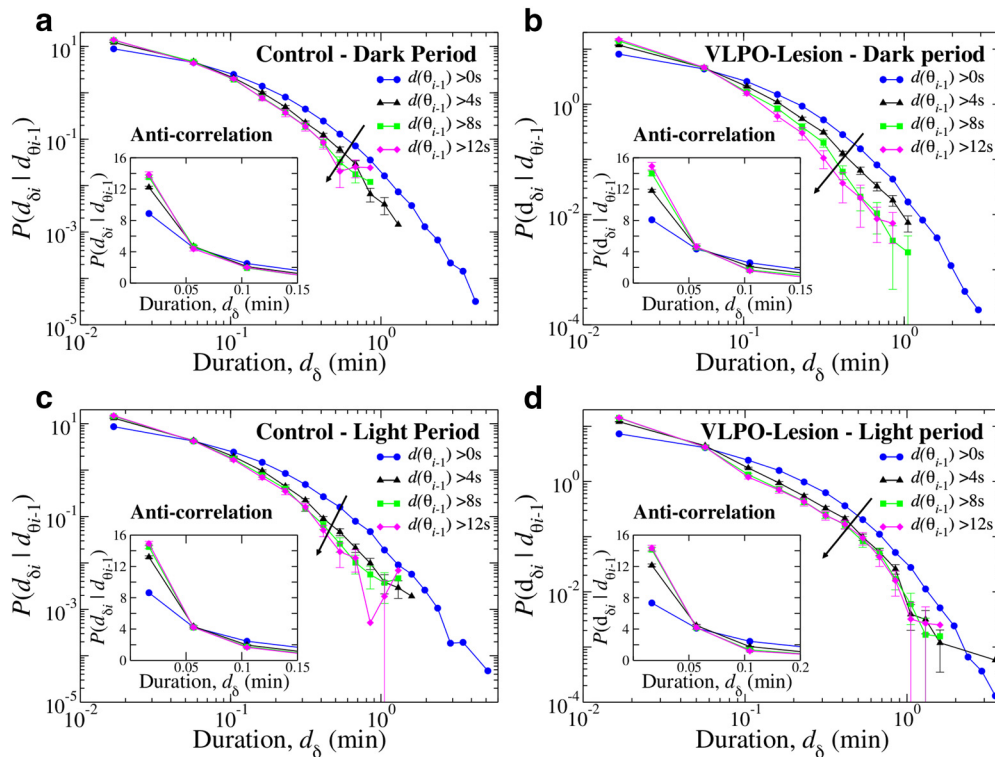 a
Control - Dark Period
d(θi-1) >0s
d(θi-1) >4s
d(θi-1) >8s
d(θi-1) >12s
Anti-correlation
P(dδi | dθi-1)
16
12
8
4
0
0.05 0.10 0.15
Duration, dδ (min)
P(dδi | dθi-1)
10^1
10^-1
10^-3
10^-5
10^-2 10^-1 10^0
Duration, dδ (min)
b
VLPO-Lesion - Dark period
d(θi-1) >0s
d(θi-1) >4s
d(θi-1) >8s
d(θi-1) >12s
Anti-correlation
P(dδi | dθi-1)
16
12
8
4
0
0.05 0.10 0.15
Duration, dδ (min)
P(dδi | dθi-1)
10^0
10^-2
10^-4
10^-2 10^-1 10^0
Duration, dδ (min)
c
Control - Light Period
d(θi-1) >0s
d(θi-1) >4s
d(θi-1) >8s
d(θi-1) >12s
Anti-correlation
P(dδi | dθi-1)
16
12
8
4
0
0.05 0.10 0.15
Duration, dδ (min)
P(dδi | dθi-1)
10^1
10^-1
10^-3
10^-5
10^-2 10^-1 10^0
Duration, dδ (min)
d
VLPO-Lesion - Light period
d(θi-1) >0s
d(θi-1) >4s
d(θi-1) >8s
d(θi-1) >12s
Anti-correlation
P(dδi | dθi-1)
16
12
8
4
0
0.05 0.1 0.2
Duration, dδ (min)
P(dδi | dθi-1)
10^0
10^-2
10^-4
10^-2 10^-1 10^0
Duration, dδ (min)